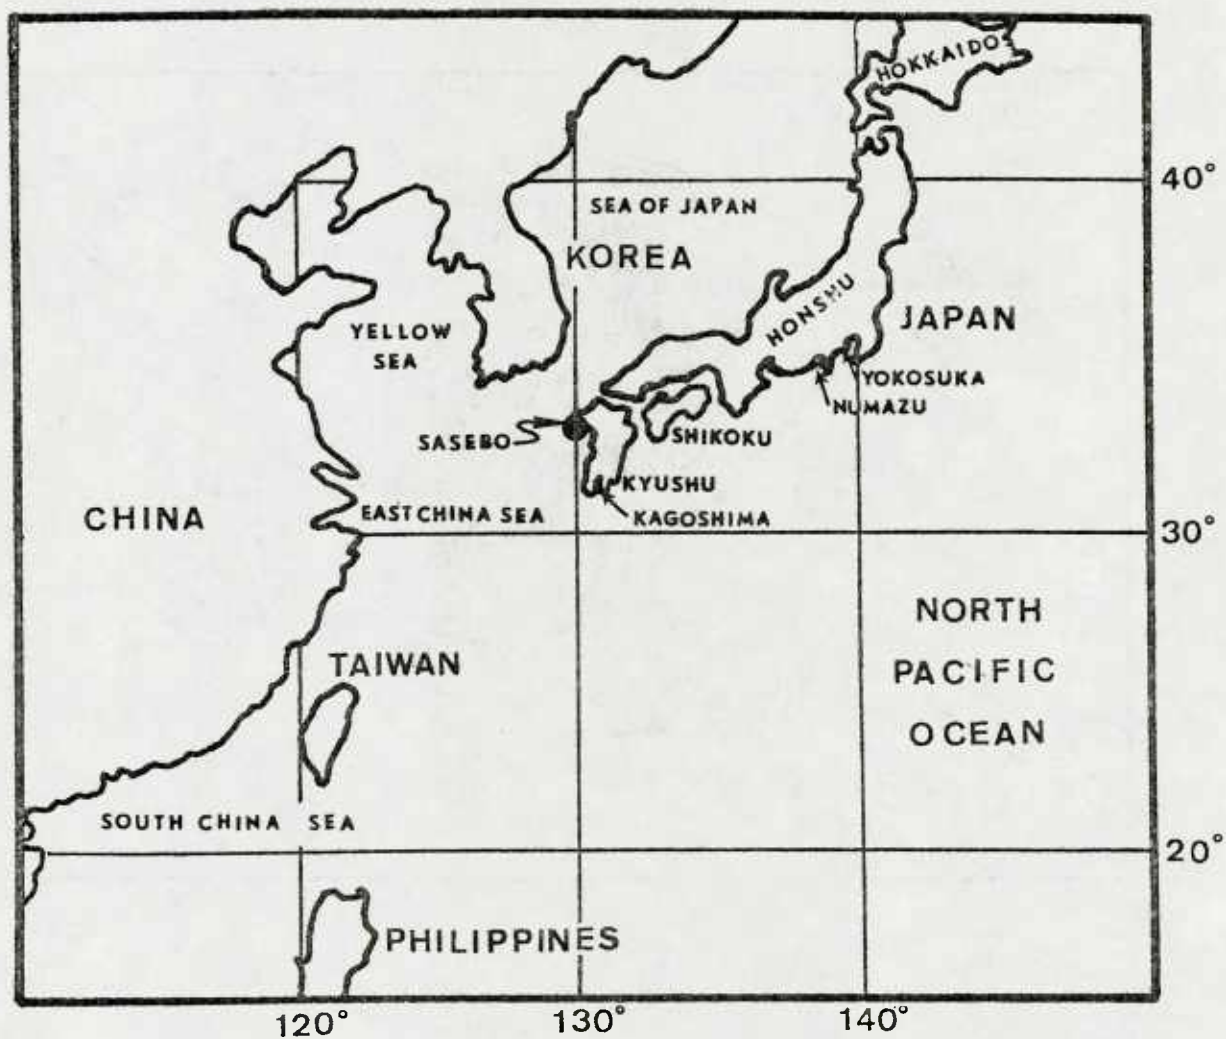 HOKKAIDO
40°
SEA OF JAPAN
KOREA
HONSHU
JAPAN
YELLOW
SEA
YOKOSUKA
NUMAZU
SASEBO
SHIKOKU
KYUSHU
EAST CHINA SEA
KAGOSHIMA
CHINA
30°
NORTH
PACIFIC
OCEAN
TAIWAN
SOUTH CHINA SEA
20°
PHILIPPINES
120°
130°
140°